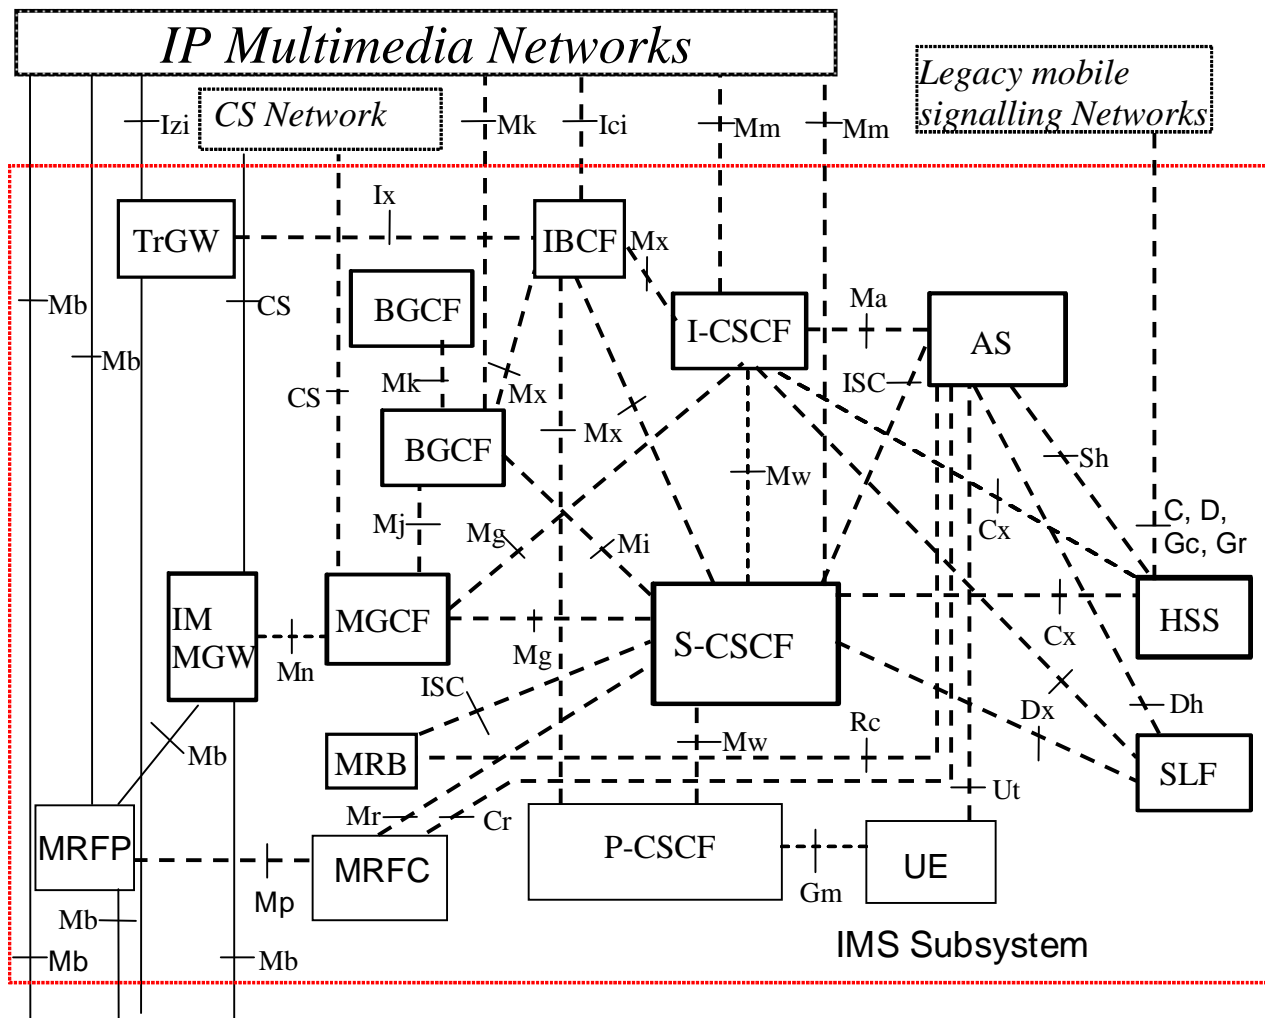 IP Multimedia Networks
Legacy mobile
signalling Networks
CS Network
Izi
Mk
Ici
Mm
Mm
Ix
TrGW
IBCF
Mx
Mb
CS
BGCF
I-CSCF
Ma
AS
Mb
Mk
Mx
ISC
CS
BGCF
Mx
Mw
Sh
Mj
Mg
Mi
Cx
C, D,
Gc, Gr
IM
MGW
MGCF
S-CSCF
HSS
Mn
Mg
Cx
ISC
Mb
MRB
Mw
Rc
Dx
Dh
SLF
Mr
Cr
Ut
MRFP
MRFC
P-CSCF
UE
Mp
Gm
Mb
Mb
Mb
IMS Subsystem